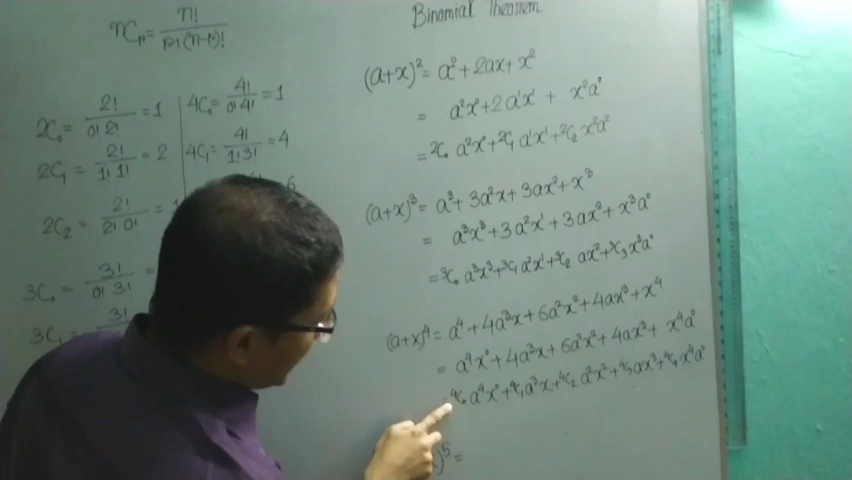 Binomial Theorem
nCₚ = n! / p!(n-p)!
2C₀ = 2! / 0! 2! = 1
2C₁ = 2! / 1! 1! = 2
2C₂ = 2! / 2! 0! =
3C₀ = 3! / 0! 3! =
3C₁ = 3!
4C₀ = 4! / 0! 4! = 1
4C₁ = 4! / 1! 3! = 4
6
(a+x)² = a² + 2ax + x²
= a²x⁰ + 2a¹x¹ + x²a⁰
= ²C₀ a²x⁰ + ²C₁ a¹x¹ + ²C₂ x²a⁰
(a+x)³ = a³ + 3a²x + 3ax² + x³
= a³x⁰ + 3a²x¹ + 3ax² + x³a⁰
= ³C₀ a³x⁰ + ³C₁ a²x¹ + ³C₂ ax² + ³C₃ x³a⁰
(a+x)⁴ = a⁴ + 4a³x + 6a²x² + 4ax³ + x⁴
= a⁴x⁰ + 4a³x + 6a²x² + 4ax³ + x⁴a⁰
= ⁴C₀ a⁴x⁰ + ⁴C₁ a³x + ⁴C₂ a²x² + ⁴C₃ ax³ + ⁴C₄ x⁴a⁰
)⁵ =